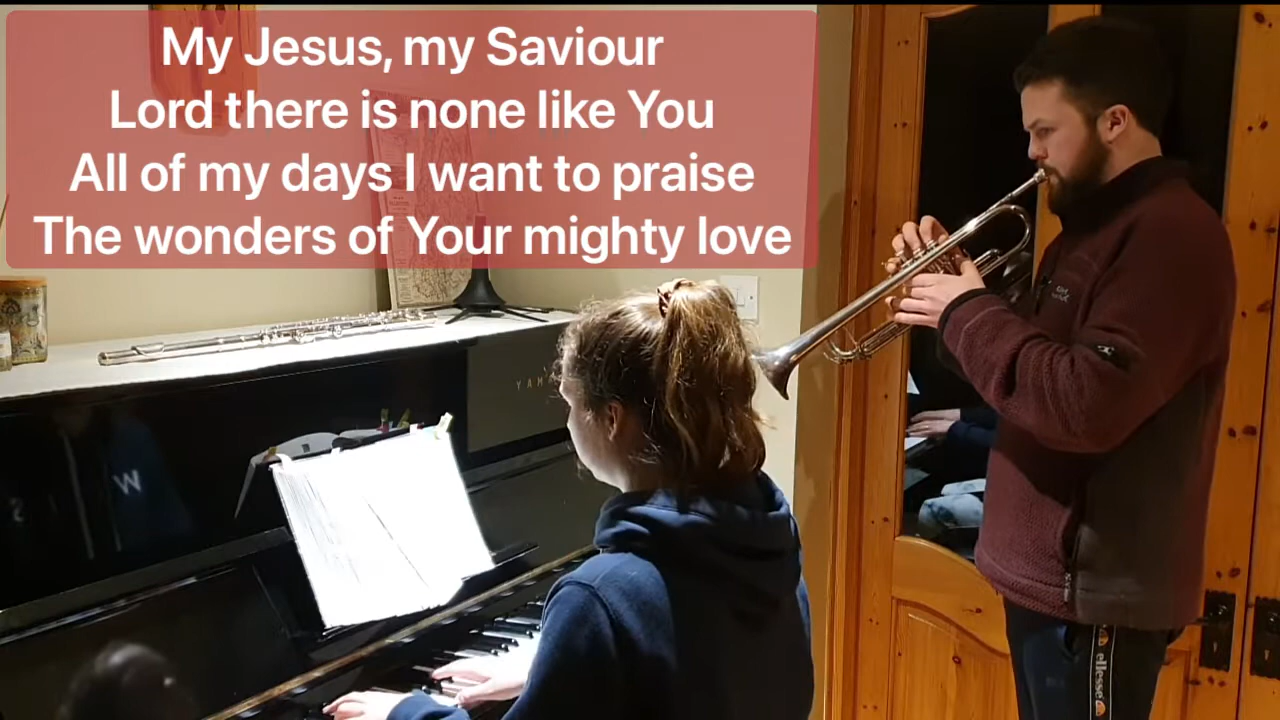 My Jesus, my Saviour
Lord there is none like You
All of my days I want to praise
The wonders of Your mighty love
W
ellesse